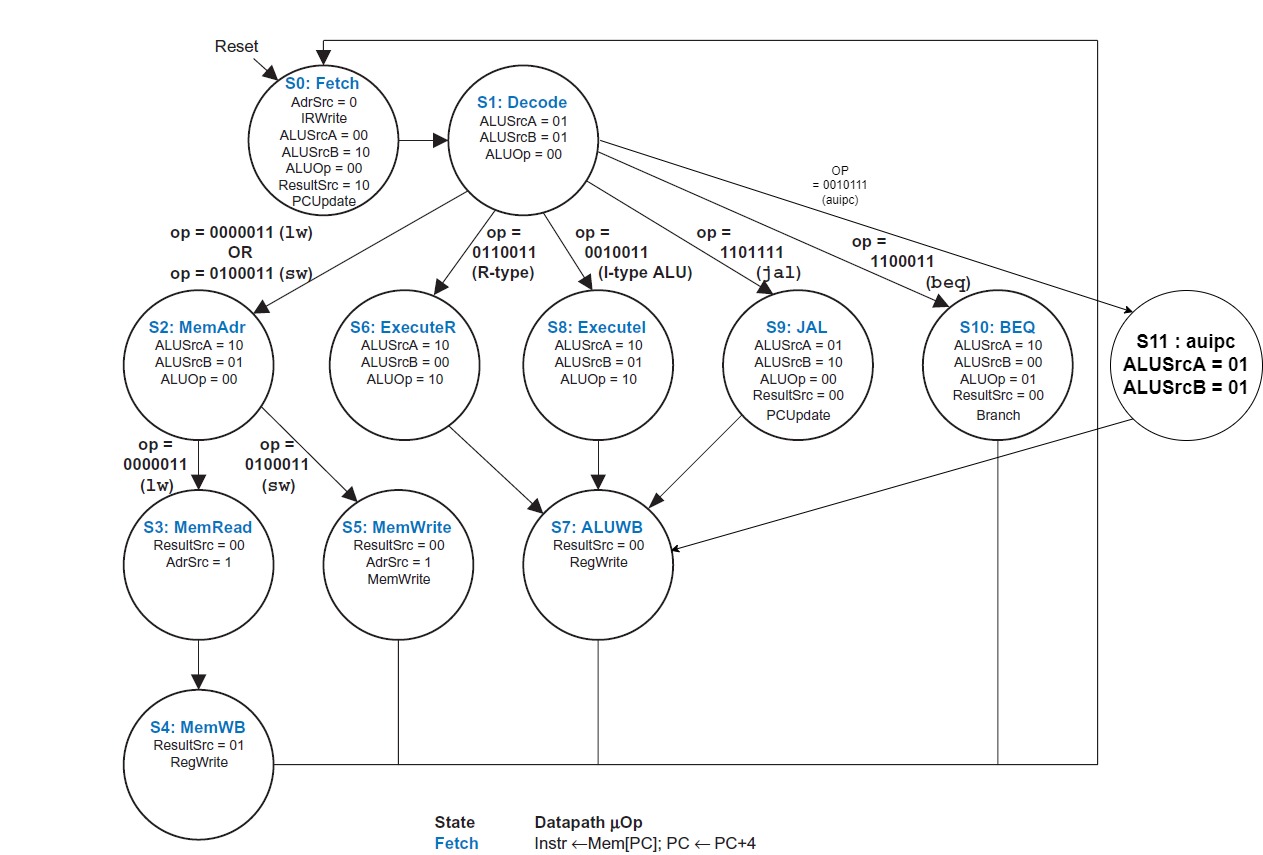 Reset
S0: Fetch
AdrSrc = 0
IRWrite
ALUSrcA = 00
ALUSrcB = 10
ALUOp = 00
ResultSrc = 10
PCUpdate
S1: Decode
ALUSrcA = 01
ALUSrcB = 01
ALUOp = 00
OP
= 0010111
(auipc)
op = 0000011 (lw)
OR
op = 0100011 (sw)
op =
0110011
(R-type)
op =
0010011
(I-type ALU)
op =
1101111
(jal)
op =
1100011
(beq)
S2: MemAdr
ALUSrcA = 10
ALUSrcB = 01
ALUOp = 00
S6: ExecuteR
ALUSrcA = 10
ALUSrcB = 00
ALUOp = 10
S8: ExecuteI
ALUSrcA = 10
ALUSrcB = 01
ALUOp = 10
S9: JAL
ALUSrcA = 01
ALUSrcB = 10
ALUOp = 00
ResultSrc = 00
PCUpdate
S10: BEQ
ALUSrcA = 10
ALUSrcB = 00
ALUOp = 01
ResultSrc = 00
Branch
S11 : auipc
ALUSrcA = 01
ALUSrcB = 01
op =
0000011
(lw)
op =
0100011
(sw)
S3: MemRead
ResultSrc = 00
AdrSrc = 1
S5: MemWrite
ResultSrc = 00
AdrSrc = 1
MemWrite
S7: ALUWB
ResultSrc = 00
RegWrite
S4: MemWB
ResultSrc = 01
RegWrite
State Datapath μOp
Fetch Instr ←Mem[PC]; PC ← PC+4